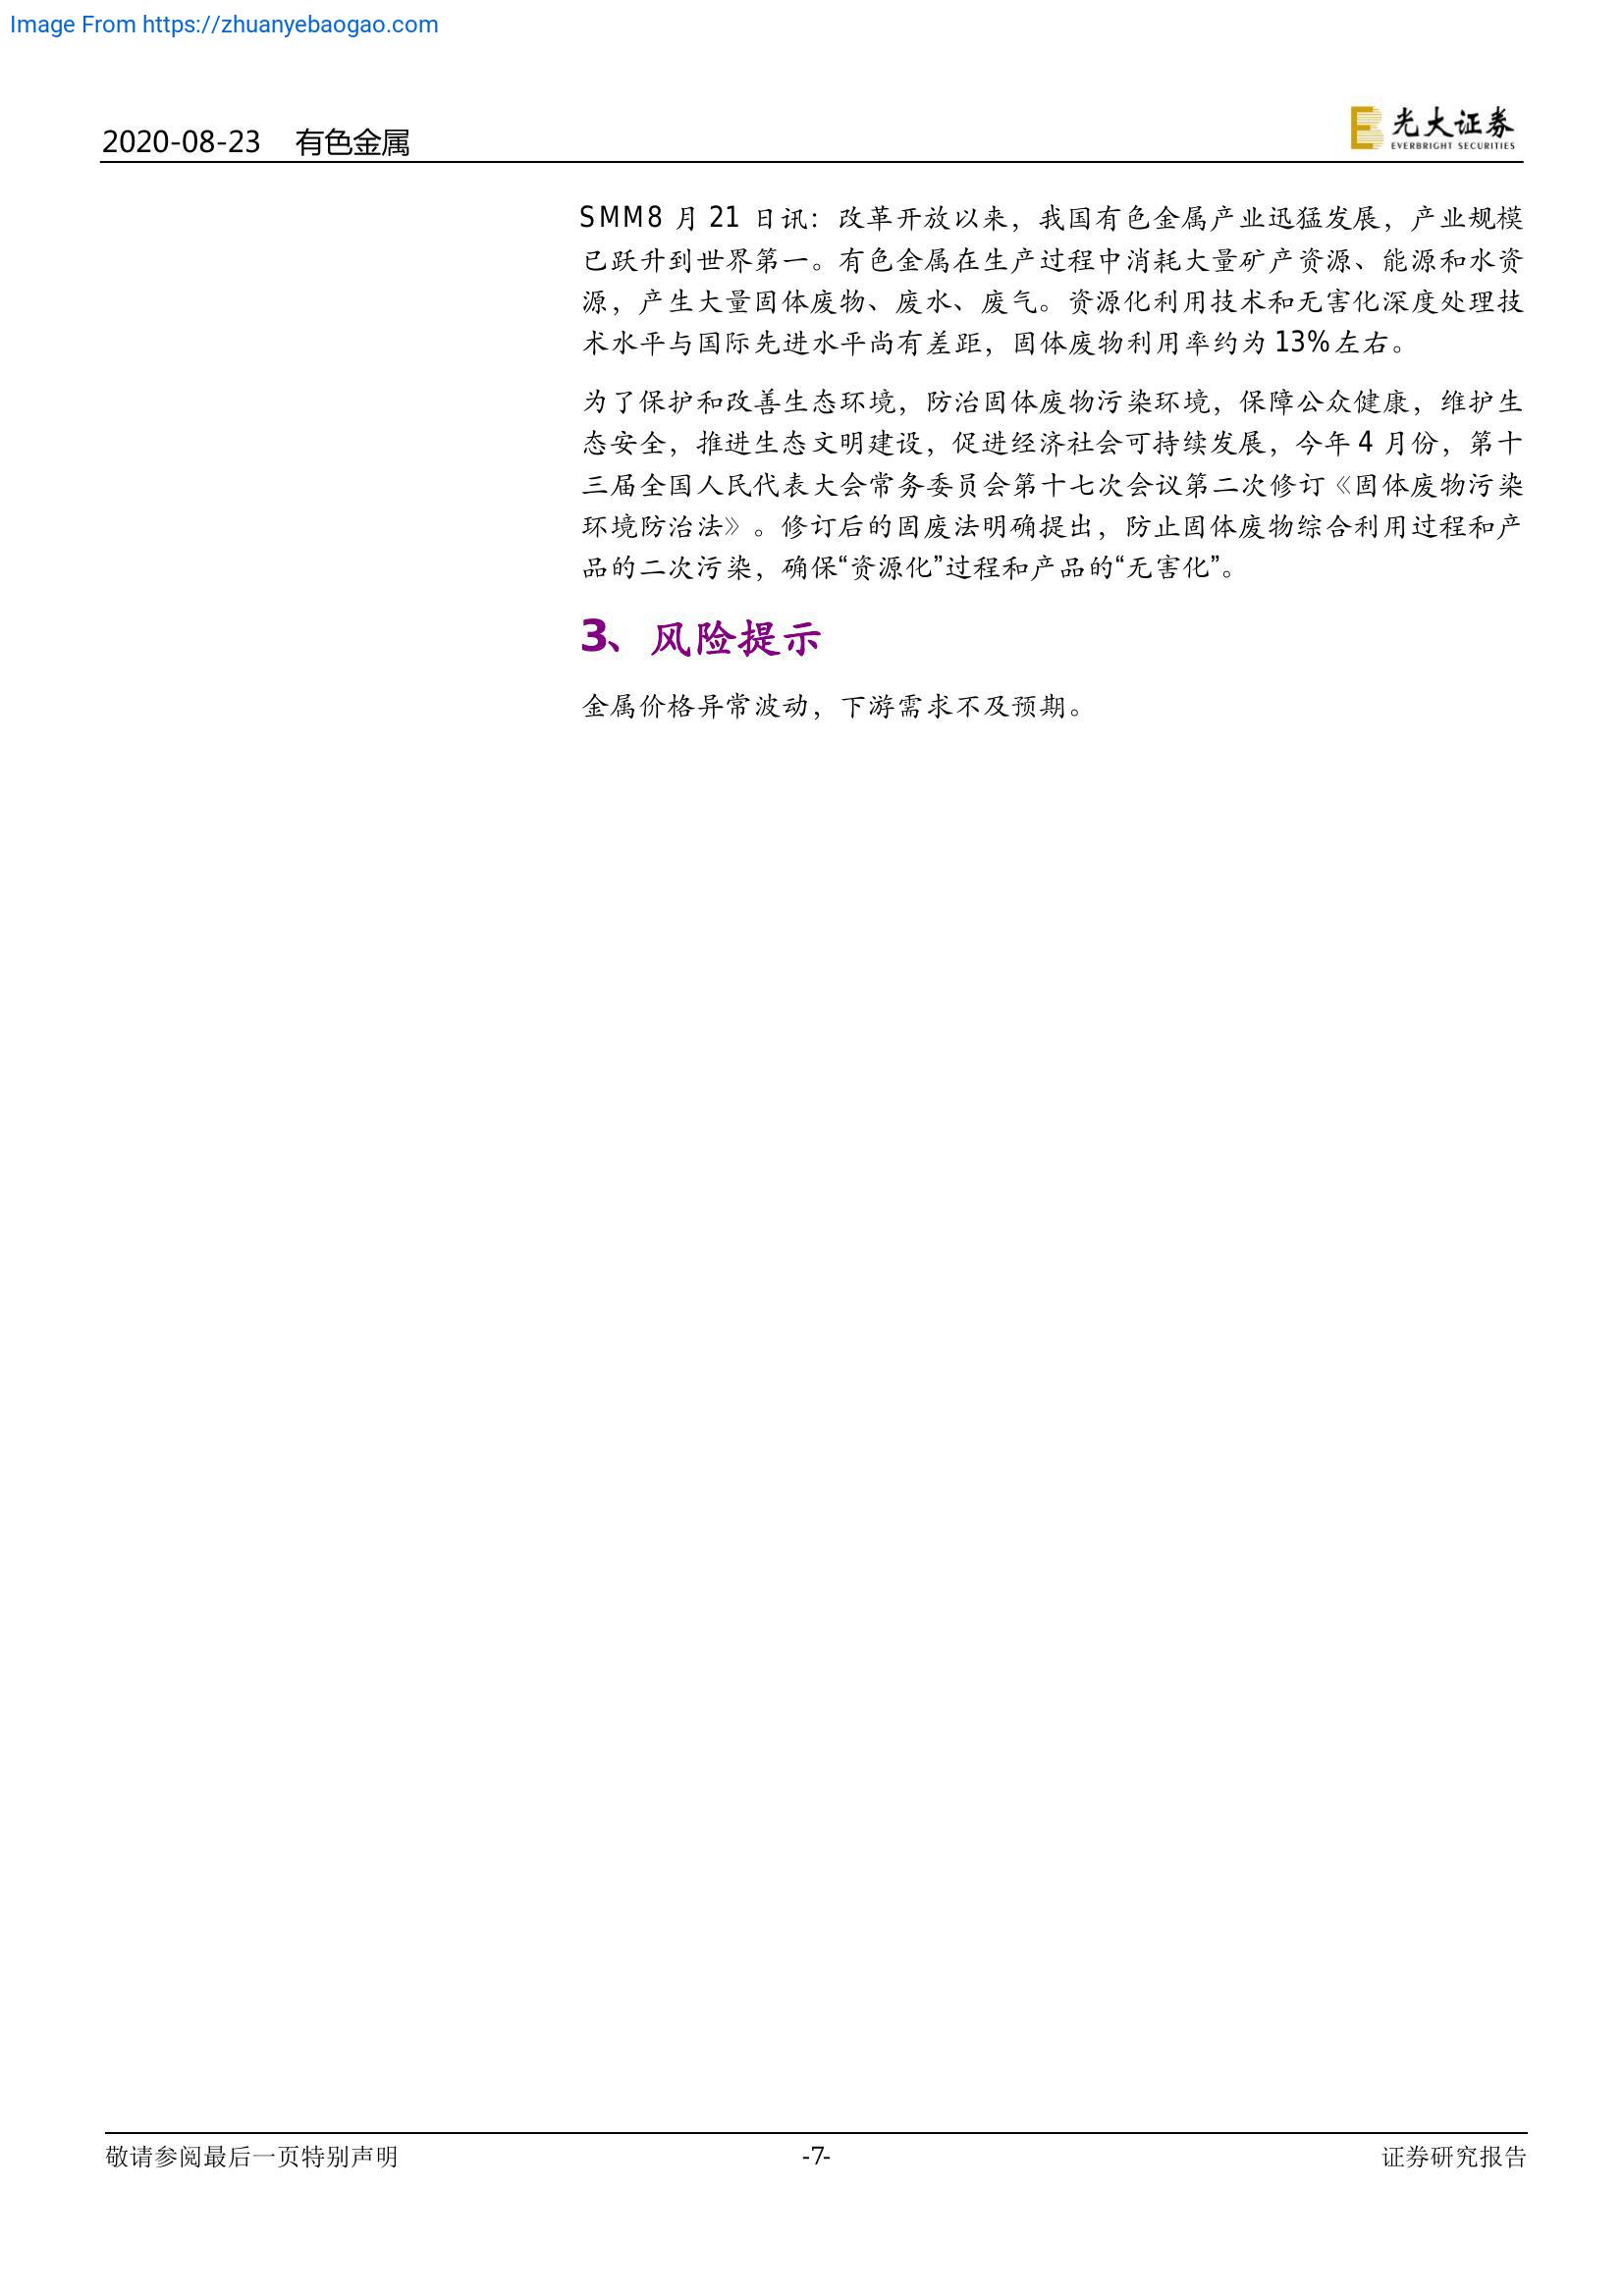 Image From https://zhuanyebaogao.com
2020-08-23 有色金属
光大证券
EVERBRIGHT SECURITIES
SMM8 月 21 日讯：改革开放以来，我国有色金属产业迅猛发展，产业规模
已跃升到世界第一。有色金属在生产过程中消耗大量矿产资源、能源和水资
源，产生大量固体废物、废水、废气。资源化利用技术和无害化深度处理技
术水平与国际先进水平尚有差距，固体废物利用率约为 13%左右。
为了保护和改善生态环境，防治固体废物污染环境，保障公众健康，维护生
态安全，推进生态文明建设，促进经济社会可持续发展，今年 4 月份，第十
三届全国人民代表大会常务委员会第十七次会议第二次修订《固体废物污染
环境防治法》。修订后的固废法明确提出，防止固体废物综合利用过程和产
品的二次污染，确保“资源化”过程和产品的“无害化”。
3、风险提示
金属价格异常波动，下游需求不及预期。
敬请参阅最后一页特别声明
-7-
证券研究报告